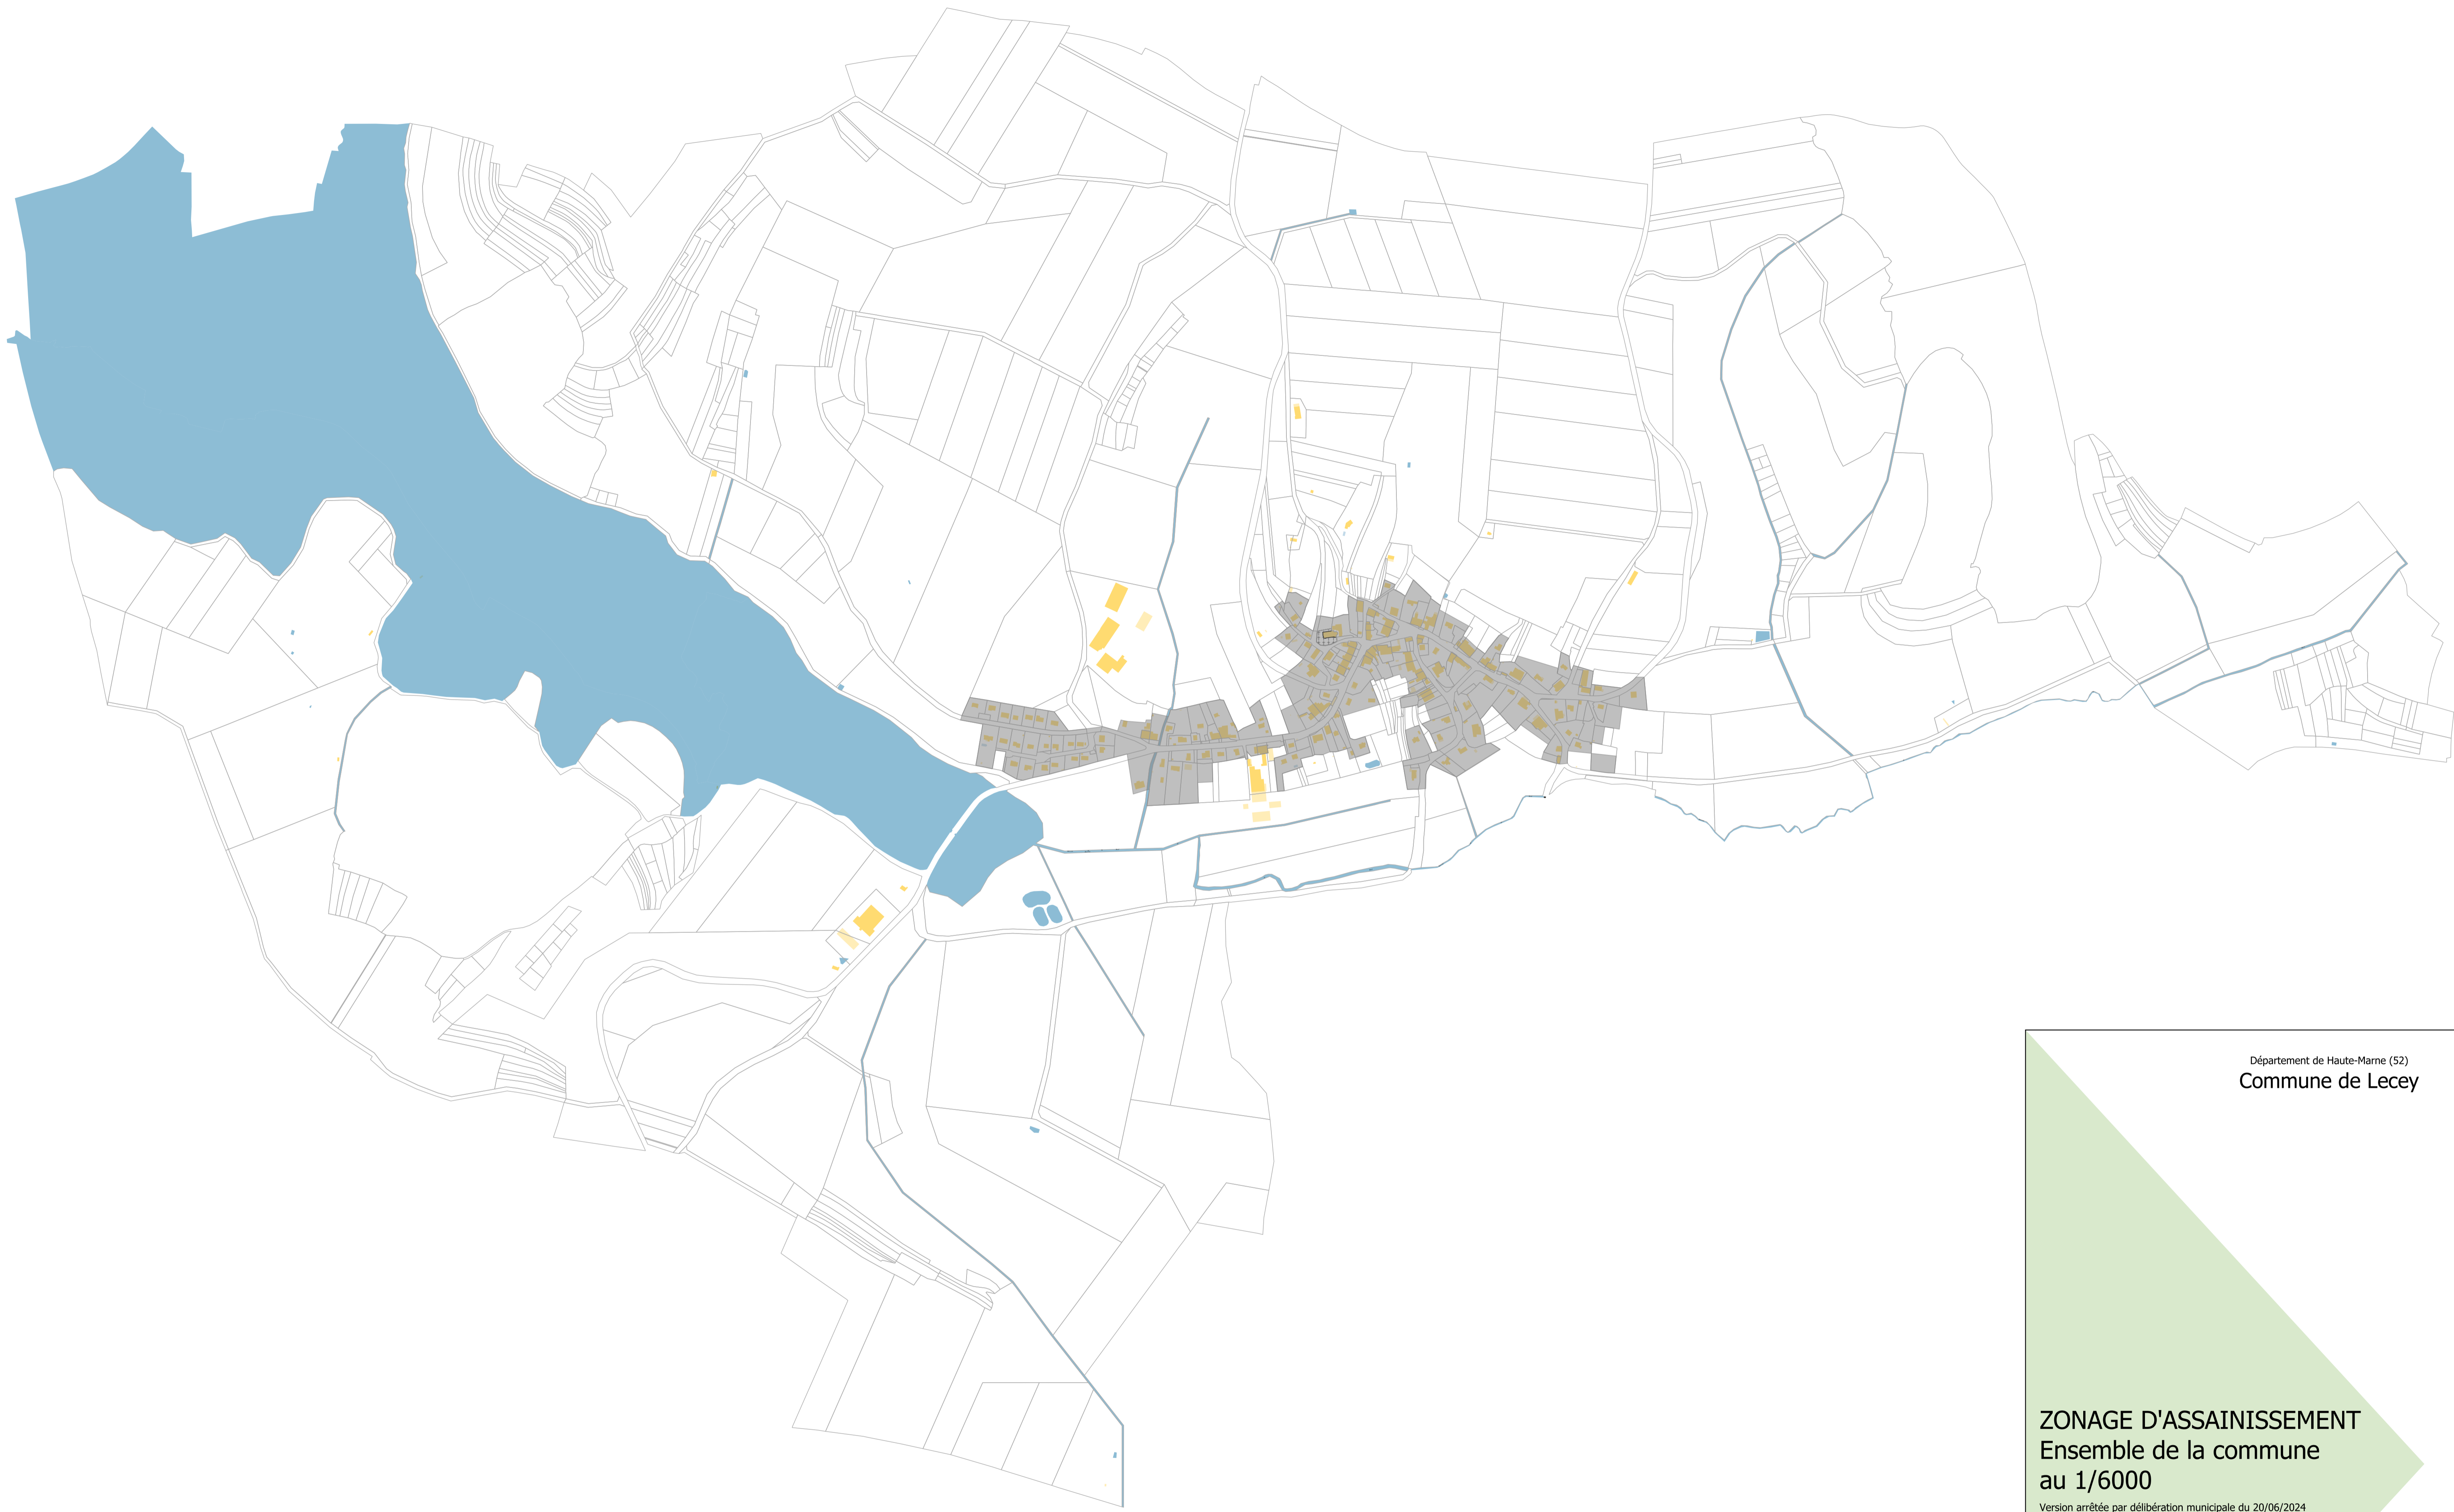 Département de Haute-Marne (52)
Commune de Lecey
ZONAGE D'ASSAINISSEMENT
Ensemble de la commune
au 1/6000
Version arrêtée par délibération municipale du 20/06/2024